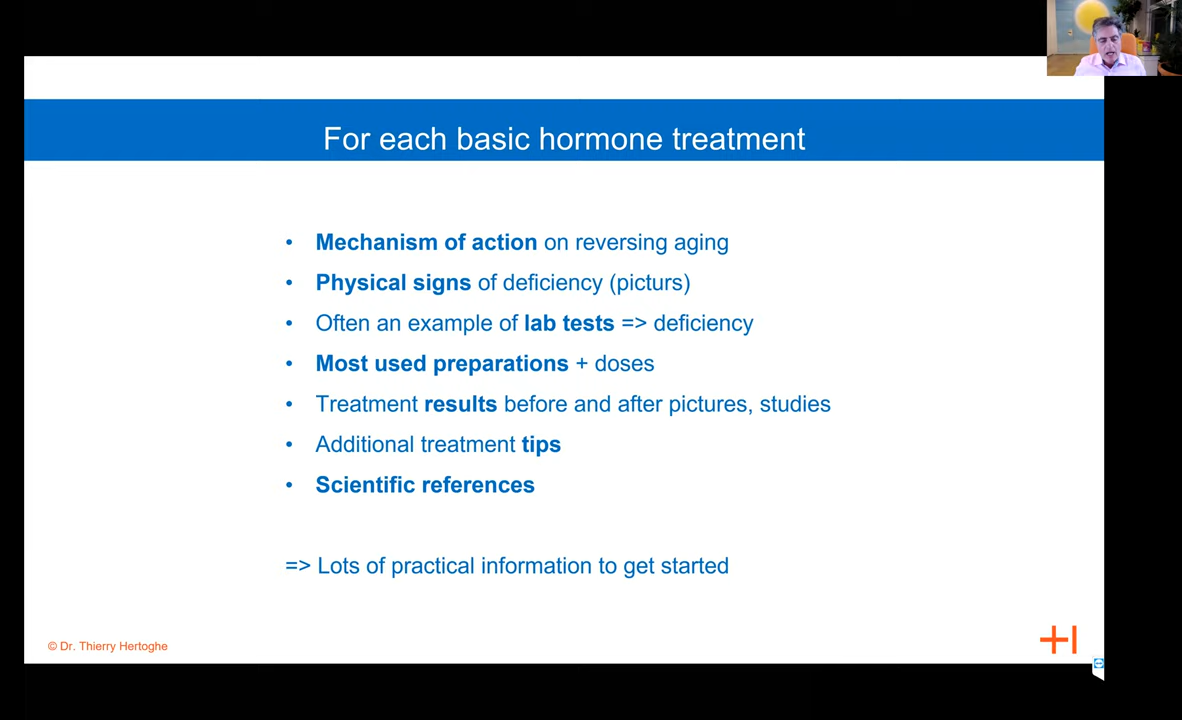 For each basic hormone treatment
• Mechanism of action on reversing aging
• Physical signs of deficiency (picturs)
• Often an example of lab tests => deficiency
• Most used preparations + doses
• Treatment results before and after pictures, studies
• Additional treatment tips
• Scientific references
=> Lots of practical information to get started
© Dr. Thierry Hertoghe